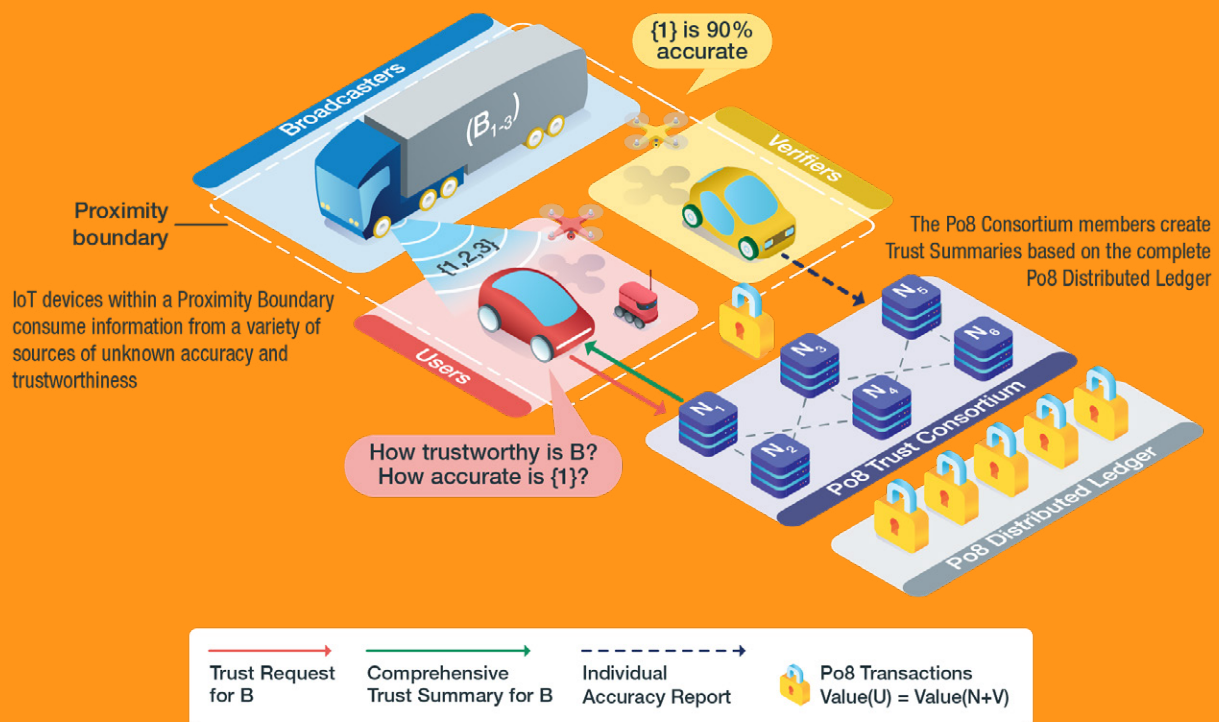 {1} is 90%
accurate
Broadcasters
(B1-3)
Verifiers
Proximity
boundary
{1,2,3}
The Po8 Consortium members create
Trust Summaries based on the complete
Po8 Distributed Ledger
IoT devices within a Proximity Boundary
consume information from a variety of
sources of unknown accuracy and
trustworthiness
Users
N5
N6
N3
N4
N1
N2
How trustworthy is B?
How accurate is {1}?
Po8 Trust Consortium
Po8 Distributed Ledger
Trust Request
for B
Comprehensive
Trust Summary for B
Individual
Accuracy Report
Po8 Transactions
Value(U) = Value(N+V)